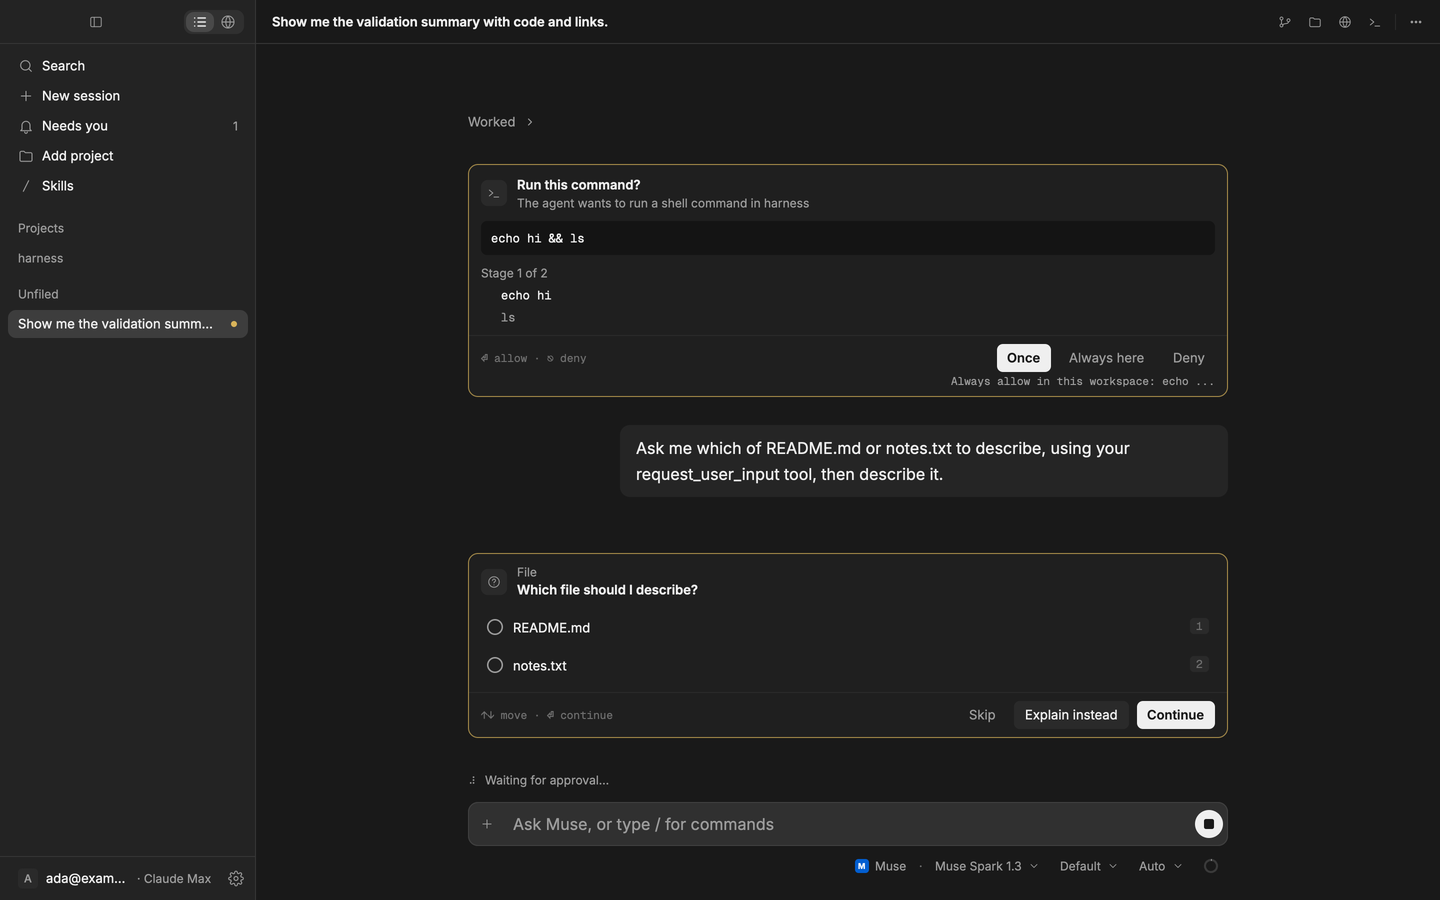 Show me the validation summary with code and links.
Search
New session
Needs you 1
Add project
Skills
Projects
harness
Unfiled
Show me the validation summ...
A ada@exam... · Claude Max
Worked
Run this command?
The agent wants to run a shell command in harness
echo hi && ls
Stage 1 of 2
echo hi
ls
allow · deny
Once Always here Deny
Always allow in this workspace: echo ...
Ask me which of README.md or notes.txt to describe, using your
request_user_input tool, then describe it.
File
Which file should I describe?
README.md 1
notes.txt 2
move · continue
Skip Explain instead Continue
Waiting for approval...
Ask Muse, or type / for commands
M Muse · Muse Spark 1.3 Default Auto